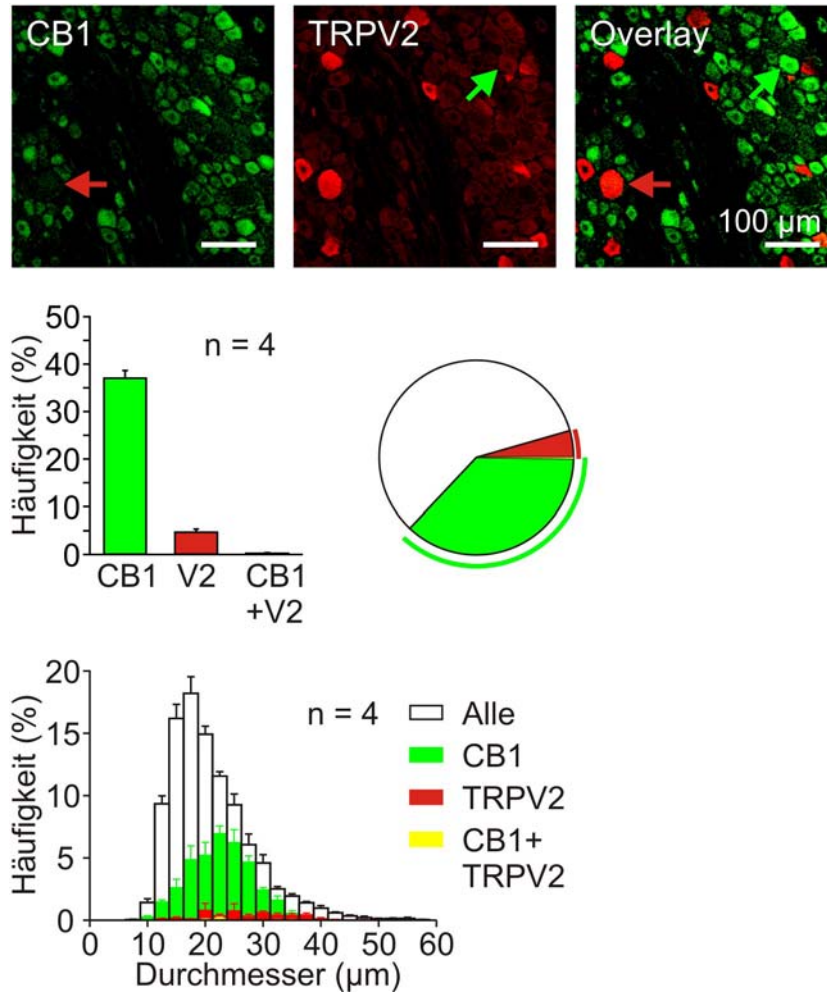 CB1
TRPV2
Overlay
100 µm
Häufigkeit (%)
50
40
30
20
10
0
n = 4
CB1
V2
CB1
+V2
Häufigkeit (%)
20
15
10
5
0
n = 4
Alle
CB1
TRPV2
CB1+
TRPV2
0 10 20 30 40 50 60
Durchmesser (µm)